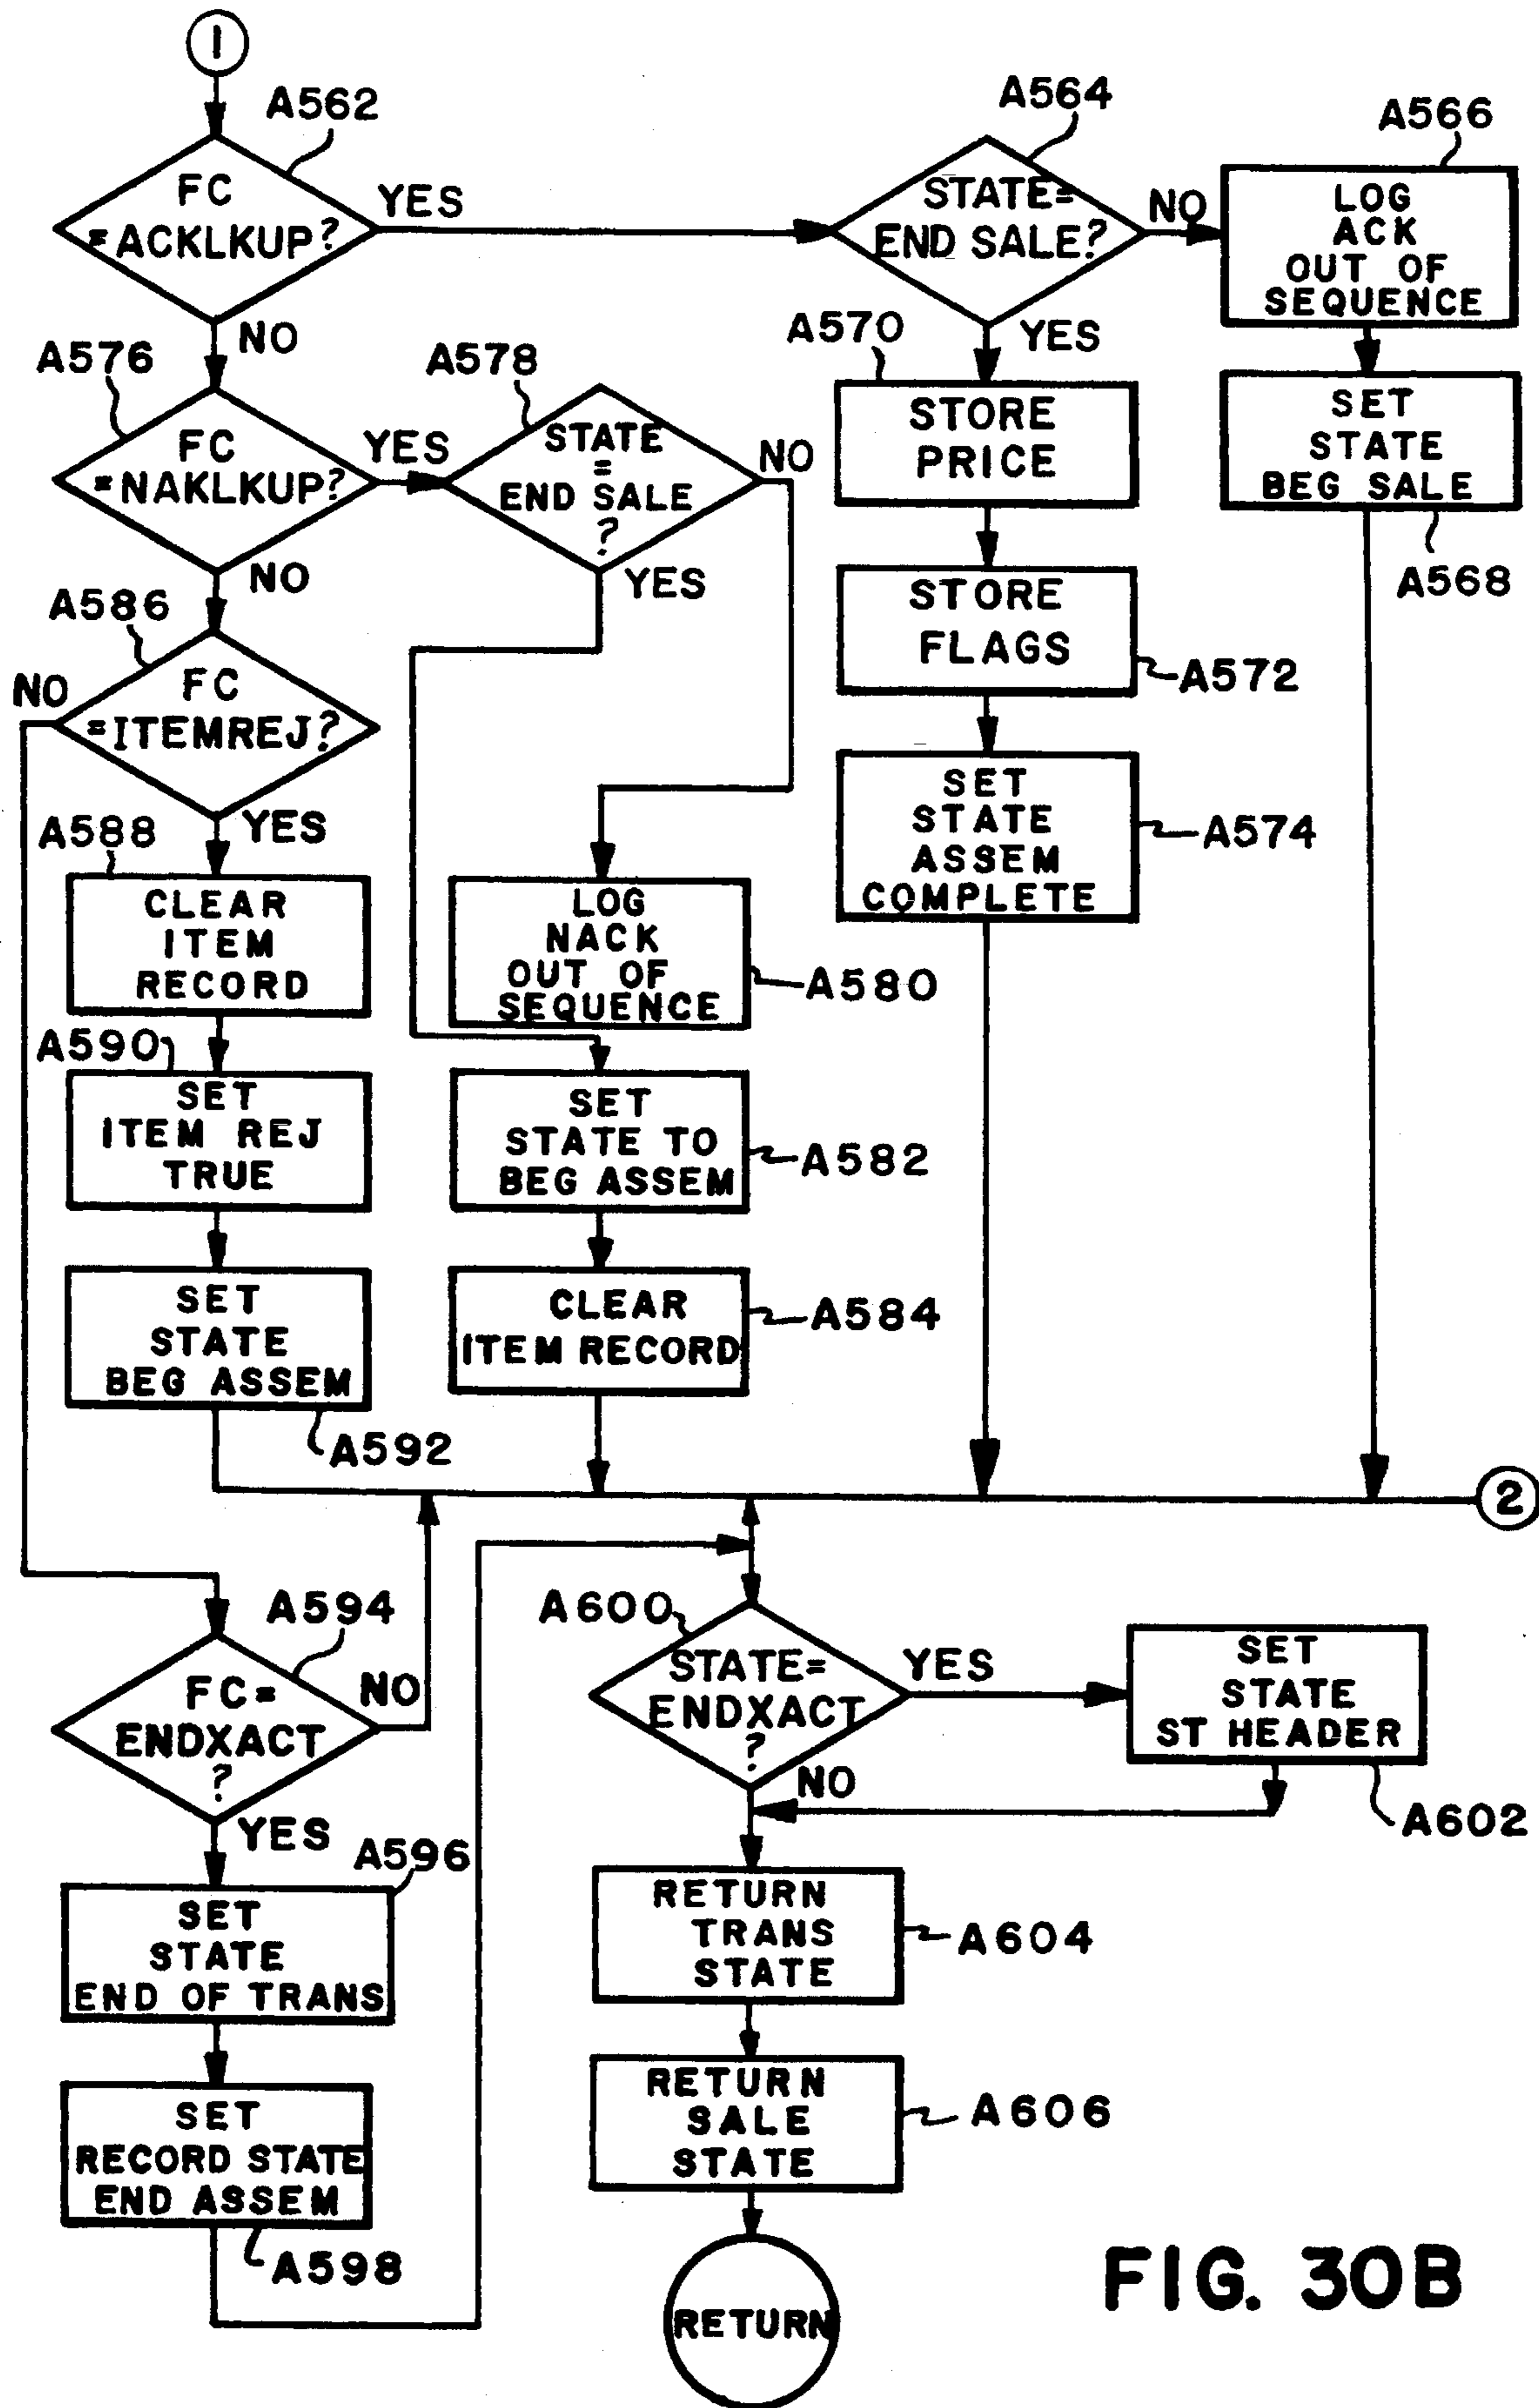 1
A562
FC
=ACKLKUP?
YES
NO
A564
STATE=
END SALE?
NO
YES
A566
LOG
ACK
OUT OF
SEQUENCE
SET
STATE
BEG SALE
A568
A570
STORE
PRICE
STORE
FLAGS
A572
SET
STATE
ASSEM
COMPLETE
A574
A576
FC
=NAKLKUP?
YES
NO
A578
STATE
=
END SALE
?
NO
YES
LOG
NACK
OUT OF
SEQUENCE
A580
SET
STATE TO
BEG ASSEM
A582
CLEAR
ITEM RECORD
A584
A586
FC
=ITEMREJ?
NO
YES
A588
CLEAR
ITEM
RECORD
A590
SET
ITEM REJ
TRUE
SET
STATE
BEG ASSEM
A592
2
A594
FC=
ENDXACT
?
NO
YES
A596
SET
STATE
END OF TRANS
SET
RECORD STATE
END ASSEM
A598
A600
STATE=
ENDXACT
?
YES
NO
SET
STATE
ST HEADER
A602
RETURN
TRANS
STATE
A604
RETURN
SALE
STATE
A606
RETURN
FIG. 30B